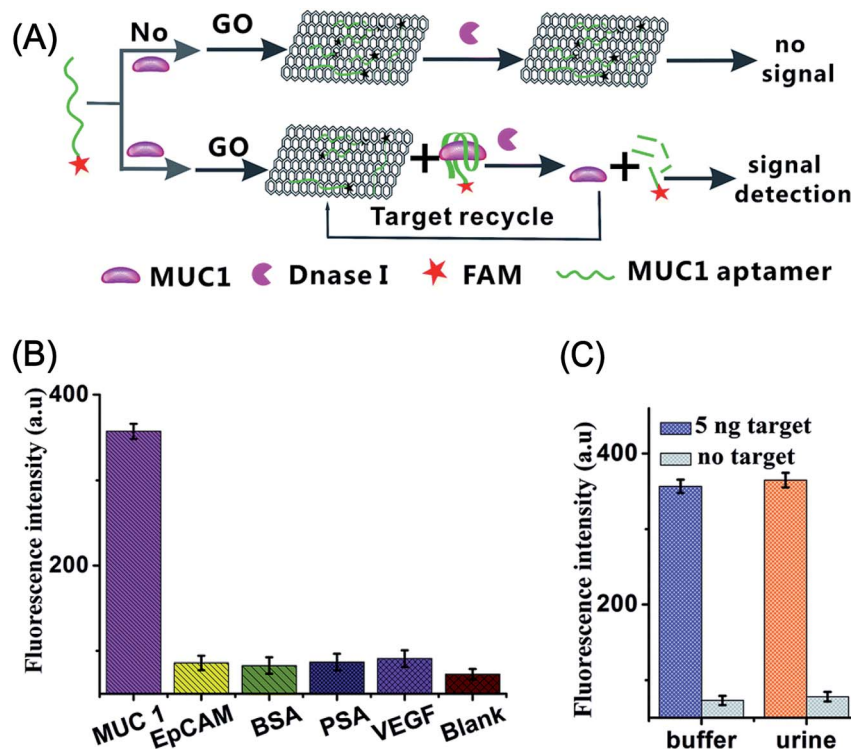 (A)
No
GO
no
signal
GO
signal
detection
Target recycle
MUC1
Dnase I
FAM
MUC1 aptamer
(B)
Fluorescence intensity (a.u)
400
200
MUC 1
EpCAM
BSA
PSA
VEGF
Blank
(C)
Fluorescence intensity (a.u)
5 ng target
no target
400
200
buffer
urine